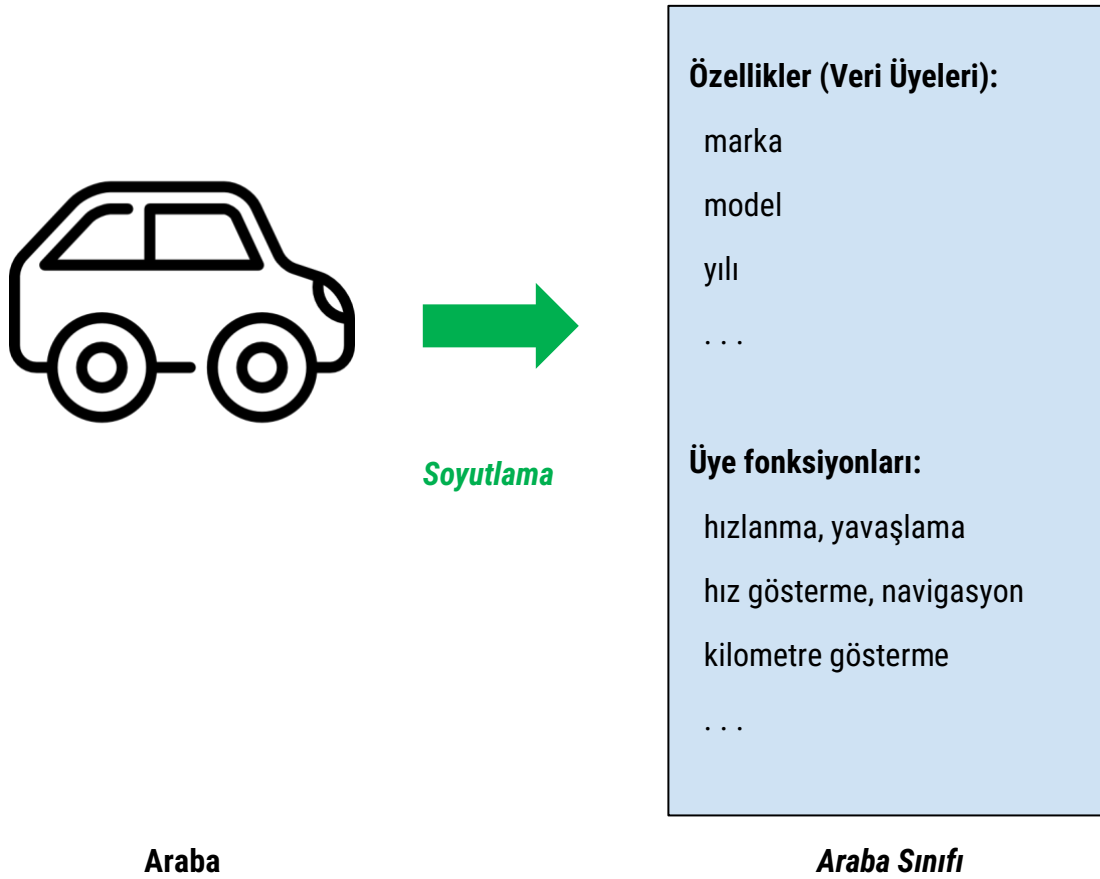 Özellikler (Veri Üyeleri):
marka
model
yılı
. . .
Soyutlama
Üye fonksiyonları:
hızlanma, yavaşlama
hız gösterme, navigasyon
kilometre gösterme
. . .
Araba
Araba Sınıfı